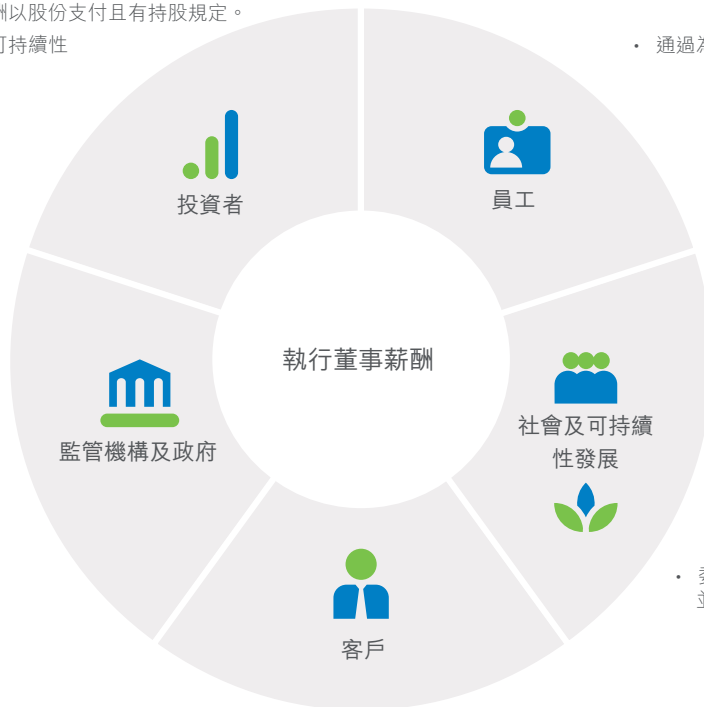 酬以股份支付且有持股規定。
可持續性
• 通過為
投資者
員工
執行董事薪酬
監管機構及政府
社會及可持續
性發展
客戶
•